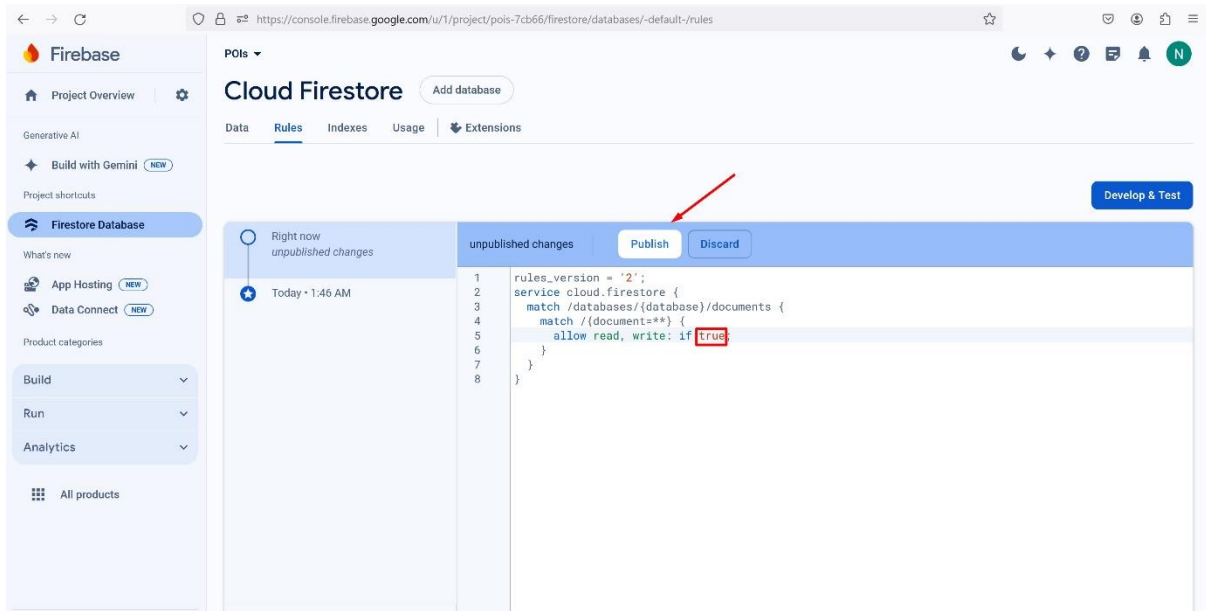 https://console.firebase.google.com/u/1/project/pois-7cb66/firestore/databases/-default-/rules
Firebase
POIs
N
Project Overview
Cloud Firestore
Add database
Data Rules Indexes Usage Extensions
Generative AI
Build with Gemini NEW
Project shortcuts
Develop & Test
Firestore Database
What's new
App Hosting NEW
Data Connect NEW
Product categories
Build
Run
Analytics
All products
Right now
unpublished changes
Today • 1:46 AM
unpublished changes Publish Discard
1 rules_version = '2';
2 service cloud.firestore {
3 match /databases/{database}/documents {
4 match /{document=**} {
5 allow read, write: if true;
6 }
7 }
8 }